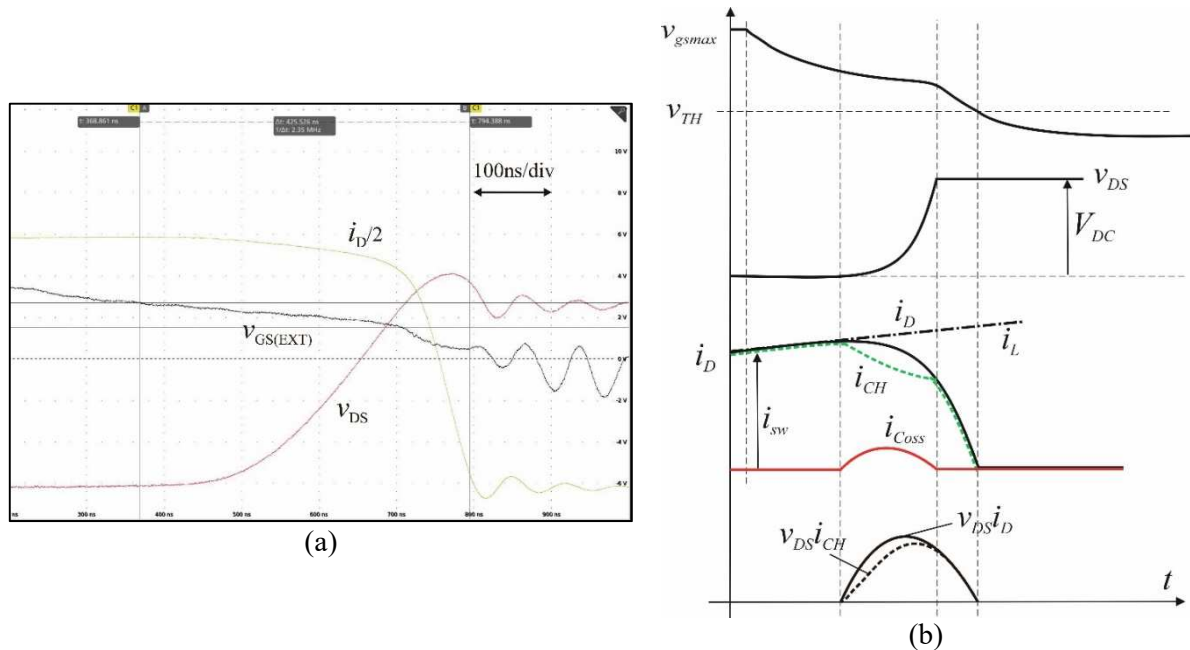 C1 A B C1
t: 368.861 ns Δt: 425.526 ns t: 794.388 ns
1/Δt: 2.35 MHz
10 V
100ns/div
8 V
i_D/2
6 V
4 V
2 V
v_GS(EXT)
0 V
v_DS
-2 V
-4 V
-6 V
300 ns 400 ns 500 ns 600 ns 700 ns 800 ns 900 ns
(a)
v_gsmax
v_TH
v_DS
V_DC
i_D
i_L
i_D
i_CH
i_sw
i_Coss
v_DS i_D
v_DS i_CH
t
(b)